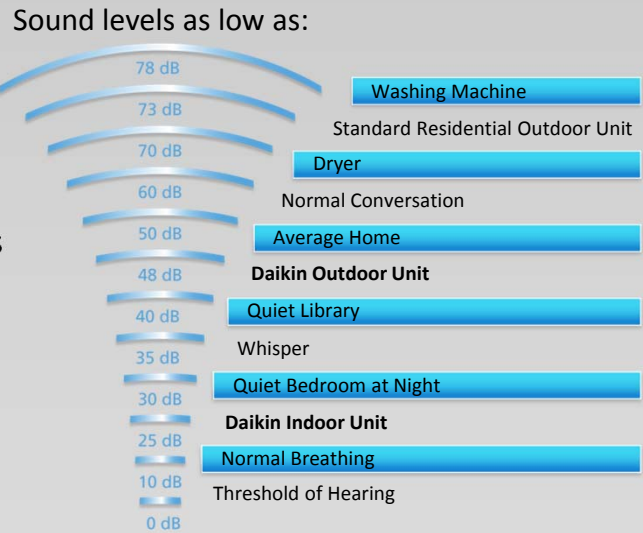 Sound levels as low as:
78 dB
Washing Machine
73 dB
Standard Residential Outdoor Unit
70 dB
Dryer
60 dB
Normal Conversation
50 dB
Average Home
s
48 dB
Daikin Outdoor Unit
40 dB
Quiet Library
35 dB
Whisper
30 dB
Quiet Bedroom at Night
25 dB
Daikin Indoor Unit
10 dB
Normal Breathing
0 dB
Threshold of Hearing